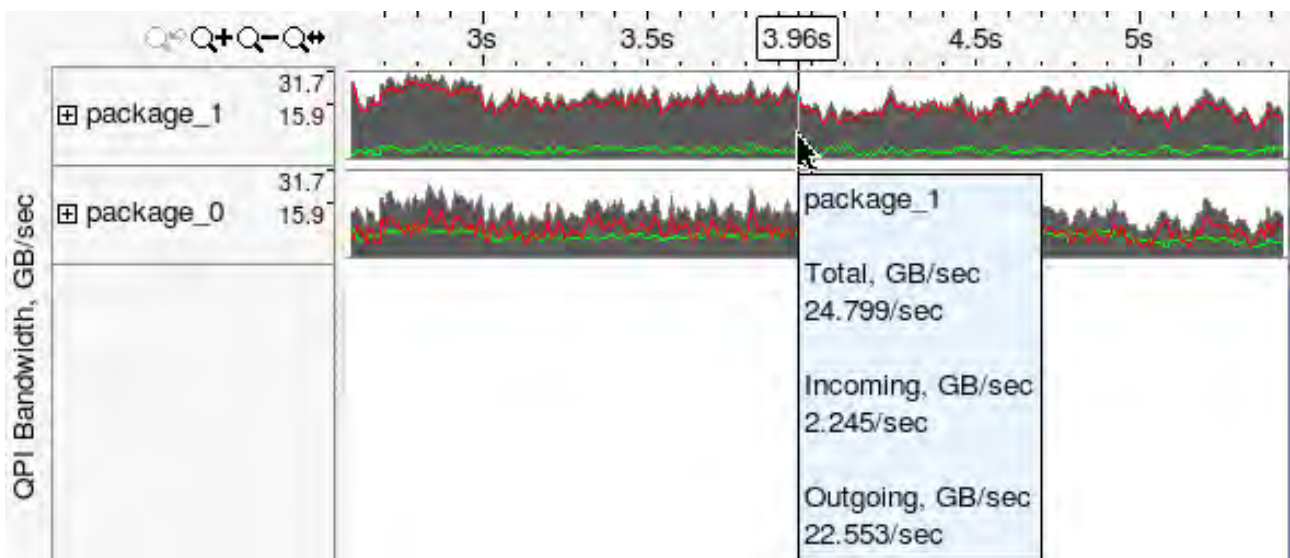 3s 3.5s 3.96s 4.5s 5s
package_1 31.7 15.9
package_0 31.7 15.9
QPI Bandwidth, GB/sec
package_1
Total, GB/sec
24.799/sec
Incoming, GB/sec
2.245/sec
Outgoing, GB/sec
22.553/sec